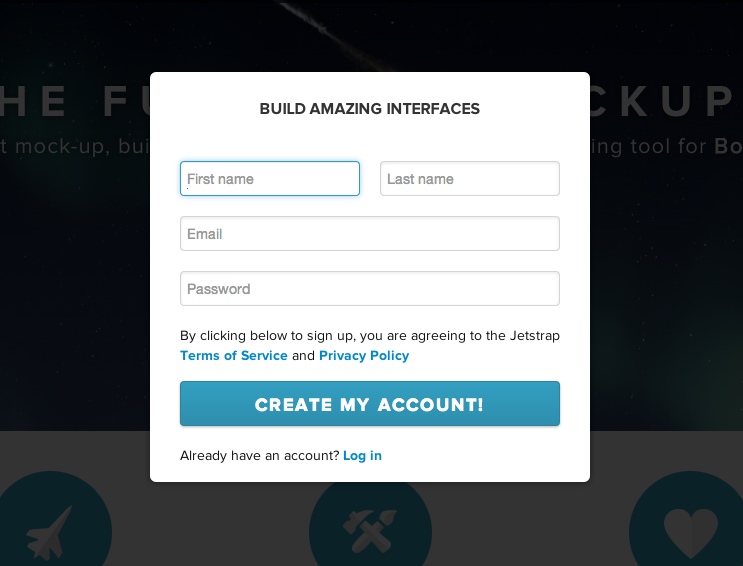 BUILD AMAZING INTERFACES
HE FU CKUP
t mock-up, bui ing tool for Bo
First name Last name
Email
Password
By clicking below to sign up, you are agreeing to the Jetstrap
Terms of Service and Privacy Policy
CREATE MY ACCOUNT!
Already have an account? Log in